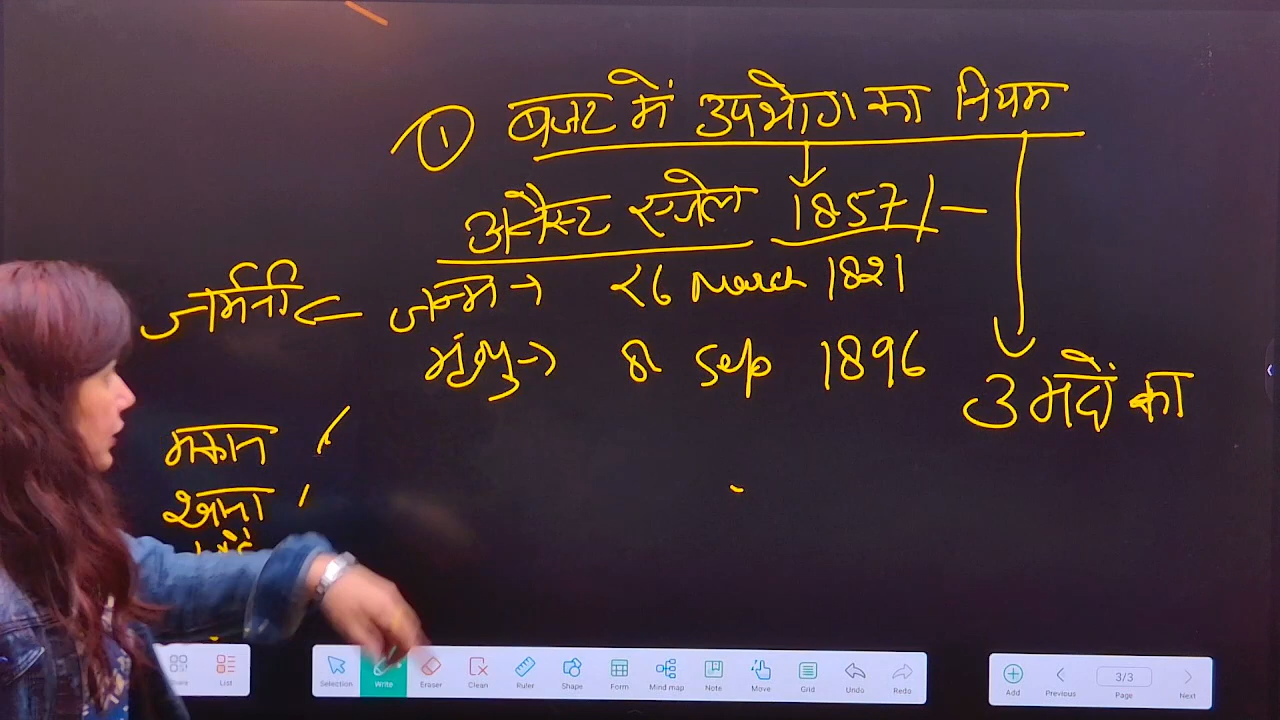 ① बजट में उपभोग का नियम
अर्नेस्ट एंजेल 1857 / —
जर्मनी ← जन्म → 26 March 1821
मृत्यु → 8 Sep 1896
3 मदों का
मकान
खाना
Selection
Write
Eraser
Clean
Ruler
Shape
Form
Mind map
Note
Move
Grid
Undo
Redo
List
Add
Previous
3/3
Page
Next